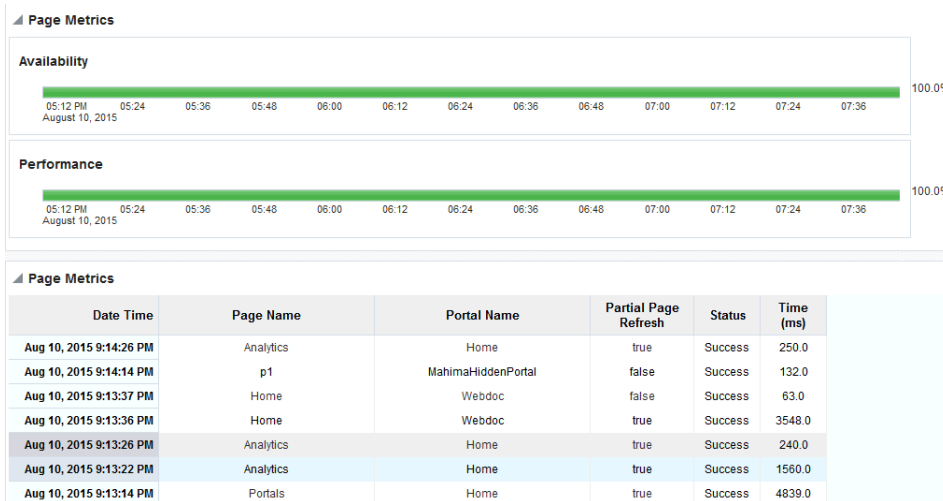 Page Metrics
Availability
100.0%
05:12 PM 05:24 05:36 05:48 06:00 06:12 06:24 06:36 06:48 07:00 07:12 07:24 07:36
August 10, 2015
Performance
100.0%
05:12 PM 05:24 05:36 05:48 06:00 06:12 06:24 06:36 06:48 07:00 07:12 07:24 07:36
August 10, 2015
Page Metrics
Date Time Page Name Portal Name Partial Page Refresh Status Time (ms)
Aug 10, 2015 9:14:26 PM Analytics Home true Success 250.0
Aug 10, 2015 9:14:14 PM p1 MahimaHiddenPortal false Success 132.0
Aug 10, 2015 9:13:37 PM Home Webdoc false Success 63.0
Aug 10, 2015 9:13:36 PM Home Webdoc true Success 3548.0
Aug 10, 2015 9:13:26 PM Analytics Home true Success 240.0
Aug 10, 2015 9:13:22 PM Analytics Home true Success 1560.0
Aug 10, 2015 9:13:14 PM Portals Home true Success 4839.0